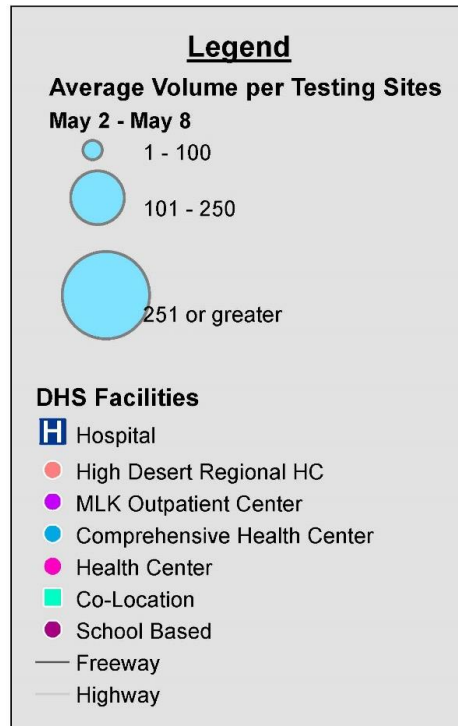 Legend
Average Volume per Testing Sites
May 2 - May 8
1 - 100
101 - 250
251 or greater
DHS Facilities
H Hospital
High Desert Regional HC
MLK Outpatient Center
Comprehensive Health Center
Health Center
Co-Location
School Based
Freeway
Highway